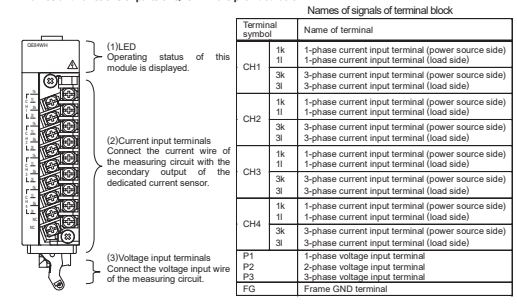 Names of signals of terminal block
QE84WH
(1)LED
Operating status of this
module is displayed.
(2)Current input terminals
Connect the current wire of
the measuring circuit with the
secondary output of the
dedicated current sensor.
(3)Voltage input terminals
Connect the voltage input wire
of the measuring circuit.
Terminal symbol Name of terminal
CH1
1k 1-phase current input terminal (power source side)
1l 1-phase current input terminal (load side)
3k 3-phase current input terminal (power source side)
3l 3-phase current input terminal (load side)
CH2
1k 1-phase current input terminal (power source side)
1l 1-phase current input terminal (load side)
3k 3-phase current input terminal (power source side)
3l 3-phase current input terminal (load side)
CH3
1k 1-phase current input terminal (power source side)
1l 1-phase current input terminal (load side)
3k 3-phase current input terminal (power source side)
3l 3-phase current input terminal (load side)
CH4
1k 1-phase current input terminal (power source side)
1l 1-phase current input terminal (load side)
3k 3-phase current input terminal (power source side)
3l 3-phase current input terminal (load side)
P1 1-phase voltage input terminal
P2 2-phase voltage input terminal
P3 3-phase voltage input terminal
FG Frame GND terminal